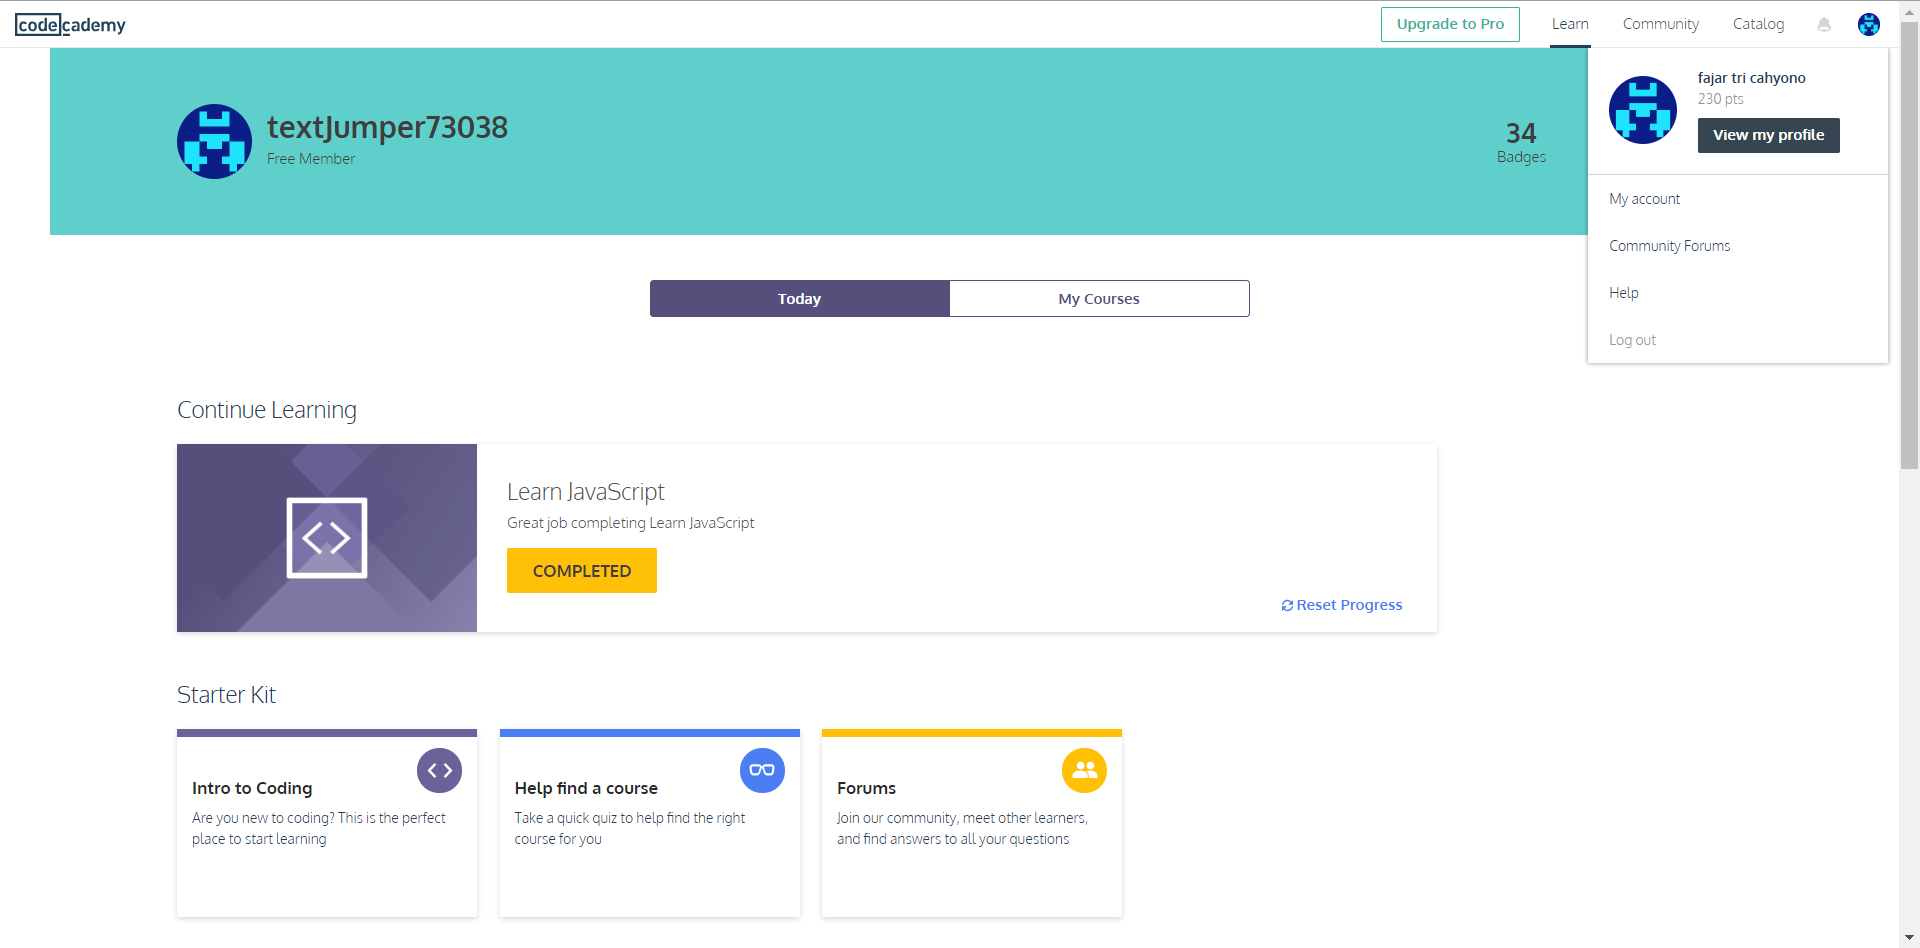 codecademy
Upgrade to Pro
Learn
Community
Catalog
textJumper73038
Free Member
34
Badges
fajar tri cahyono
230 pts
View my profile
My account
Community Forums
Help
Log out
Today
My Courses
Continue Learning
Learn JavaScript
Great job completing Learn JavaScript
COMPLETED
Reset Progress
Starter Kit
Intro to Coding
Are you new to coding? This is the perfect
place to start learning
Help find a course
Take a quick quiz to help find the right
course for you
Forums
Join our community, meet other learners,
and find answers to all your questions